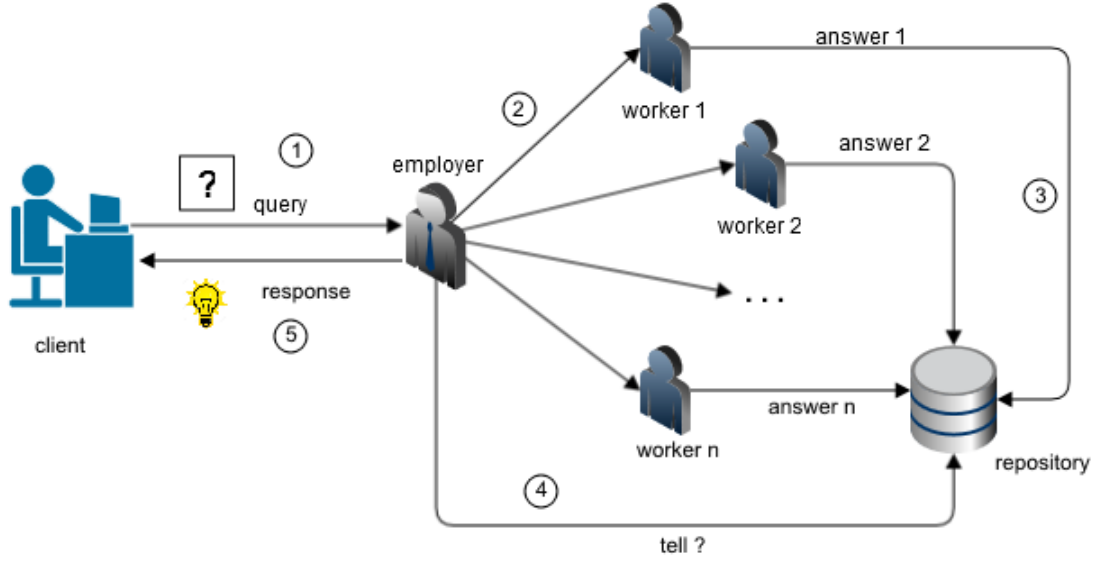 answer 1
2
worker 1
1
answer 2
employer
?
3
query
worker 2
response
. . .
5
client
answer n
worker n
repository
4
tell ?